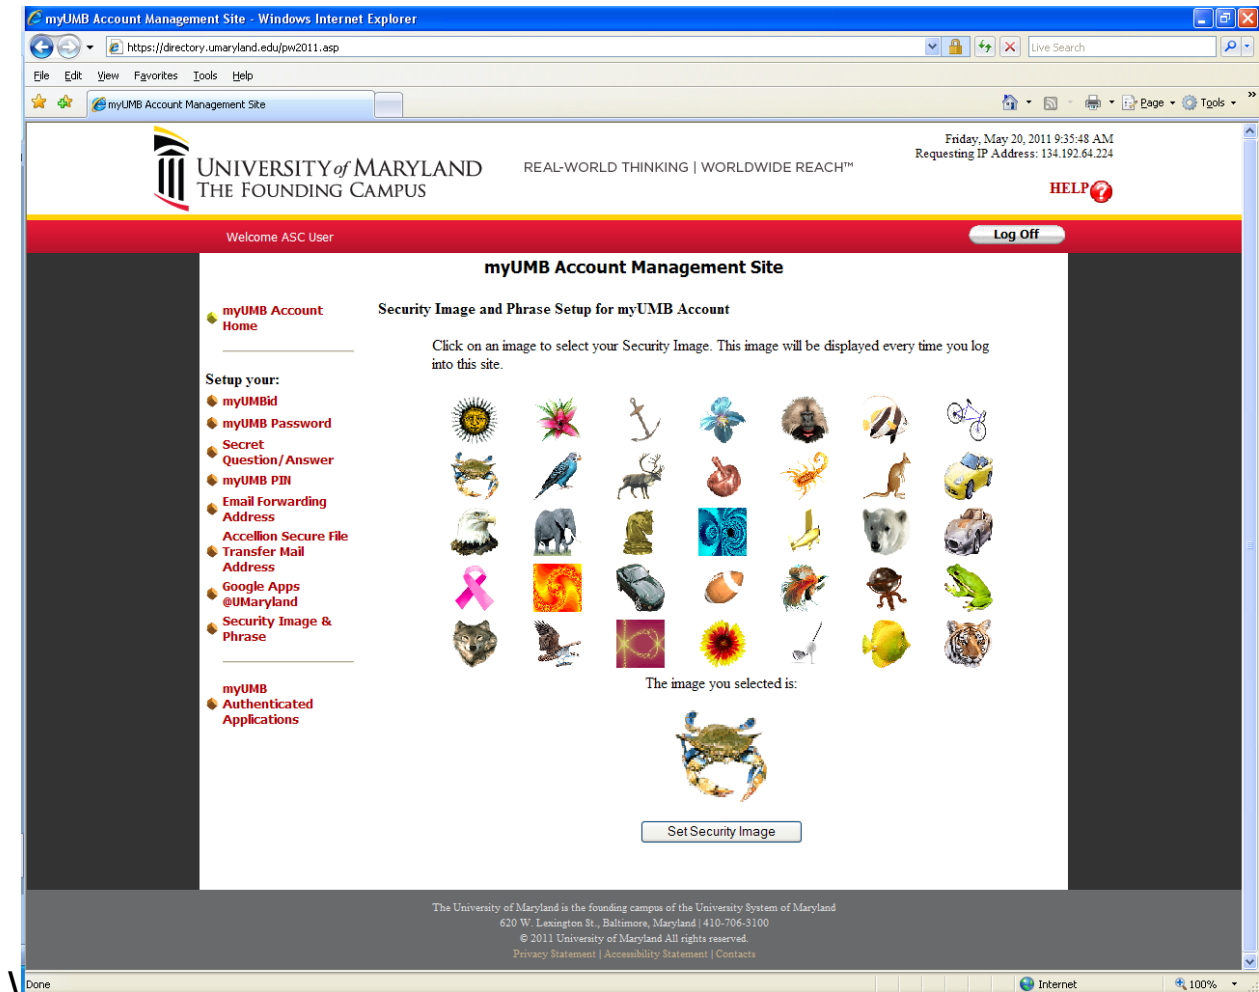 myUMB Account Management Site - Windows Internet Explorer
https://directory.umaryland.edu/pw2011.asp
Live Search
File Edit View Favorites Tools Help
myUMB Account Management Site
Page Tools »
Friday, May 20, 2011 9:35:48 AM
Requesting IP Address: 134.192.64.224
UNIVERSITY of MARYLAND
THE FOUNDING CAMPUS
REAL-WORLD THINKING | WORLDWIDE REACH™
HELP?
Welcome ASC User
Log Off
myUMB Account Management Site
myUMB Account
Home
Setup your:
myUMBid
myUMB Password
Secret
Question/Answer
myUMB PIN
Email Forwarding
Address
Accellion Secure File
Transfer Mail
Address
Google Apps
@UMaryland
Security Image &
Phrase
myUMB
Authenticated
Applications
Security Image and Phrase Setup for myUMB Account
Click on an image to select your Security Image. This image will be displayed every time you log
into this site.
The image you selected is:
Set Security Image
The University of Maryland is the founding campus of the University System of Maryland
620 W. Lexington St., Baltimore, Maryland | 410-706-3100
© 2011 University of Maryland All rights reserved.
Privacy Statement | Accessibility Statement | Contacts
\
Done
Internet
100%